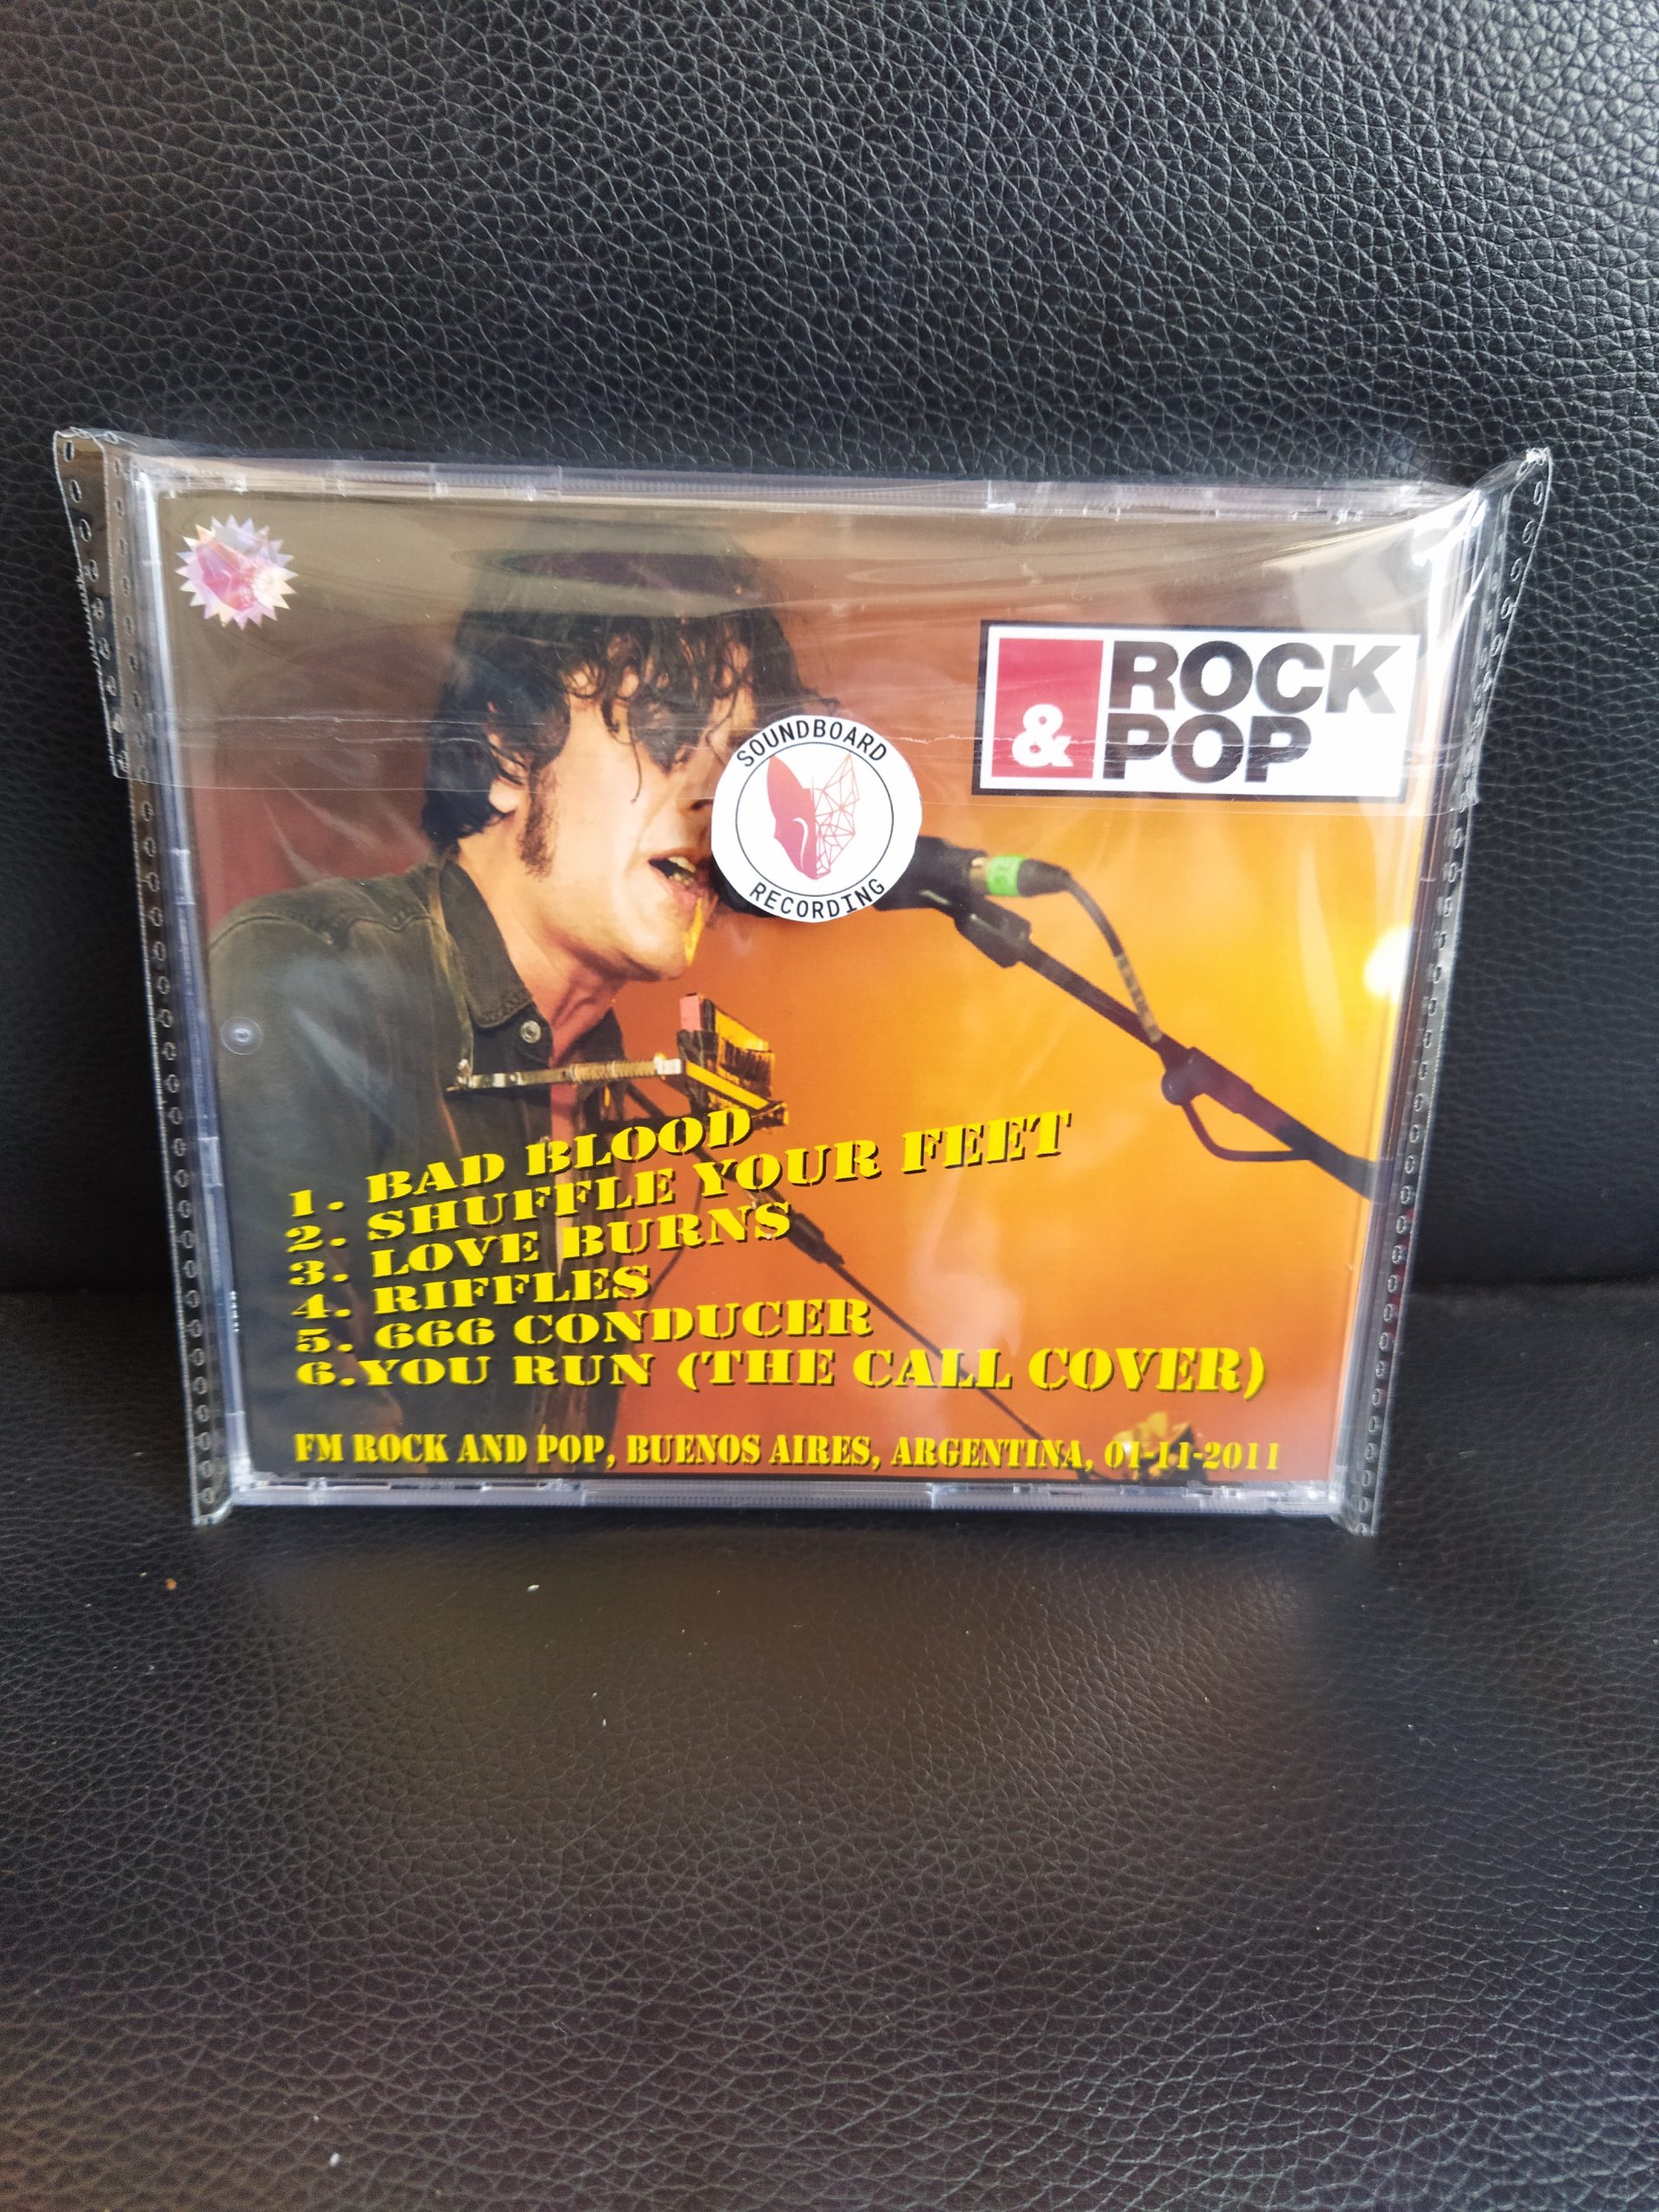 ROCK
& POP
SOUNDBOARD
RECORDING
1. BAD BLOOD
2. SHUFFLE YOUR FEET
3. LOVE BURNS
4. RIFFLES
5. 666 CONDUCER
6.YOU RUN (THE CALL COVER)
FM ROCK AND POP, BUENOS AIRES, ARGENTINA, 01-11-2011